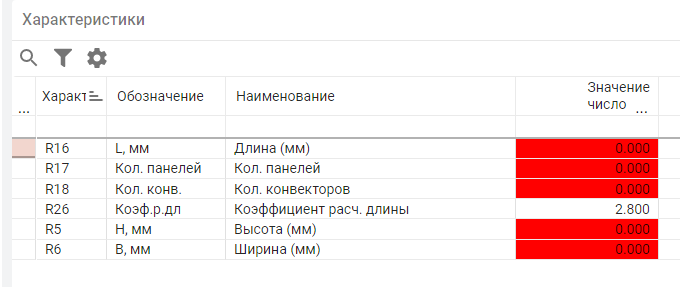 Характеристики
Характ Обозначение Наименование Значение число ...
...
R16 L, мм Длина (мм) 0.000
R17 Кол. панелей Кол. панелей 0.000
R18 Кол. конв. Кол. конвекторов 0.000
R26 Коэф.р.дл Коэффициент расч. длины 2.800
R5 H, мм Высота (мм) 0.000
R6 B, мм Ширина (мм) 0.000